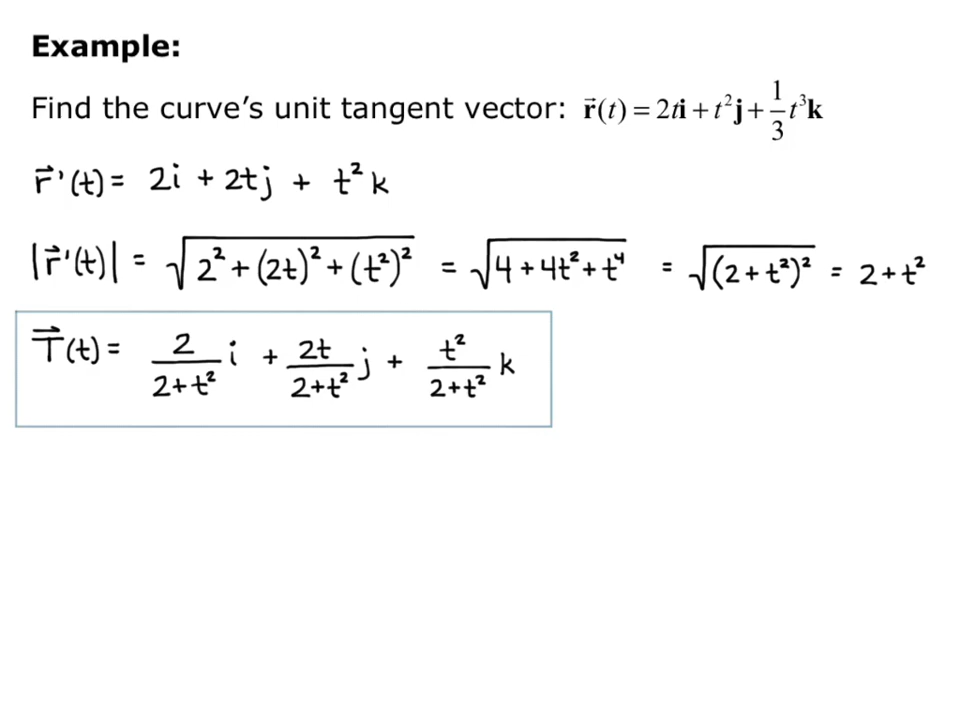 Example:
Find the curve's unit tangent vector: r⃗(t) = 2ti + t²j + 1/3 t³k
r⃗'(t) = 2i + 2tj + t²k
|r⃗'(t)| = √(2² + (2t)² + (t²)²) = √(4 + 4t² + t⁴) = √((2 + t²)²) = 2 + t²
T⃗(t) = 2/(2+t²) i + 2t/(2+t²) j + t²/(2+t²) k